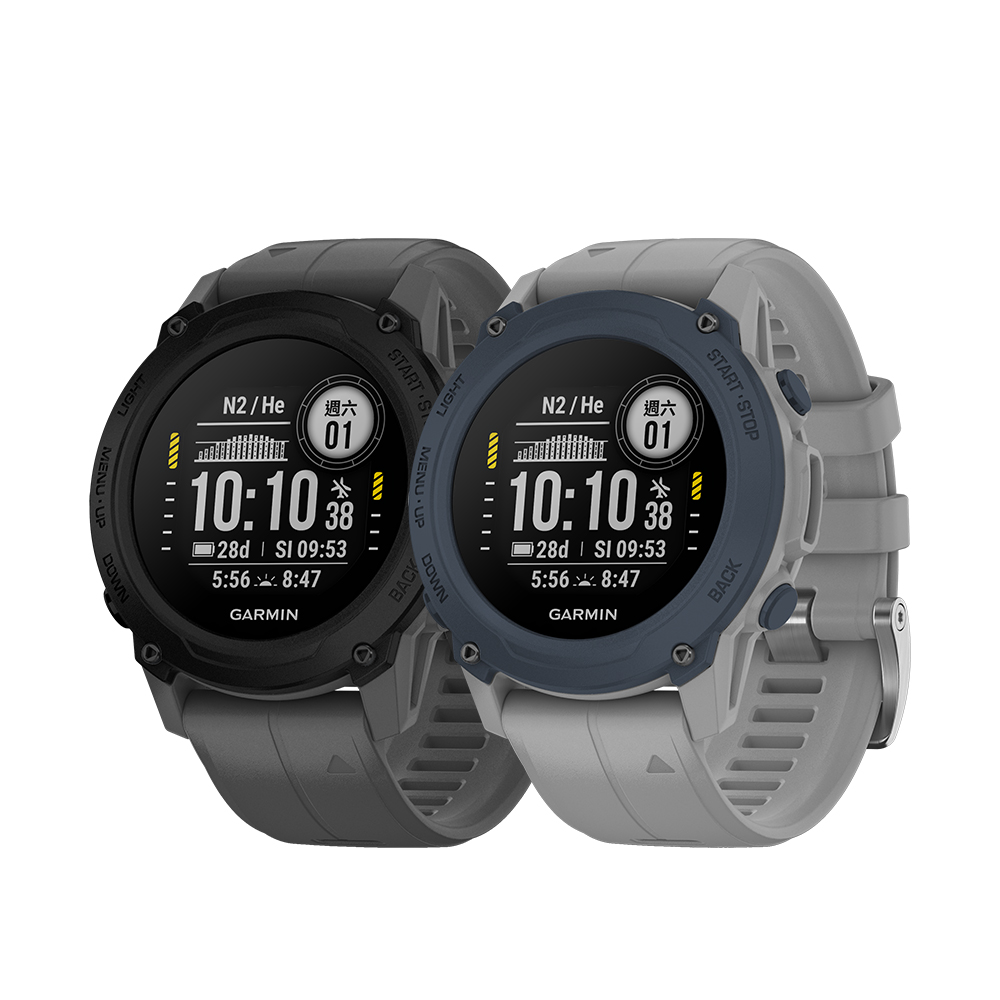 LIGHT
START·S
MENU·UP
DOWN
BACK
N2 / He
週六
01
10:10
38
28d | SI 09:53
5:56 8:47
GARMIN
LIGHT
START·STOP
MENU·UP
DOWN
BACK
N2 / He
週六
01
10:10
38
28d | SI 09:53
5:56 8:47
GARMIN